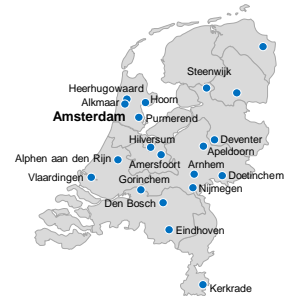 Steenwijk
Heerhugowaard
Alkmaar
Hoorn
Amsterdam
Purmerend
Hilversum
Deventer
Apeldoorn
Alphen aan den Rijn
Amersfoort
Arnhem
Doetinchem
Vlaardingen
Gorinchem
Nijmegen
Den Bosch
Eindhoven
Kerkrade